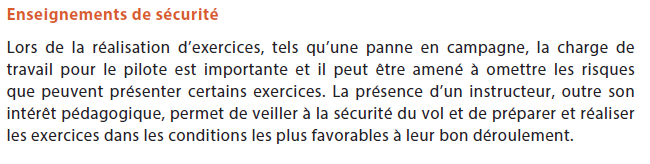 Enseignements de sécurité
Lors de la réalisation d’exercices, tels qu’une panne en campagne, la charge de
travail pour le pilote est importante et il peut être amené à omettre les risques
que peuvent présenter certains exercices. La présence d’un instructeur, outre son
intérêt pédagogique, permet de veiller à la sécurité du vol et de préparer et réaliser
les exercices dans les conditions les plus favorables à leur bon déroulement.